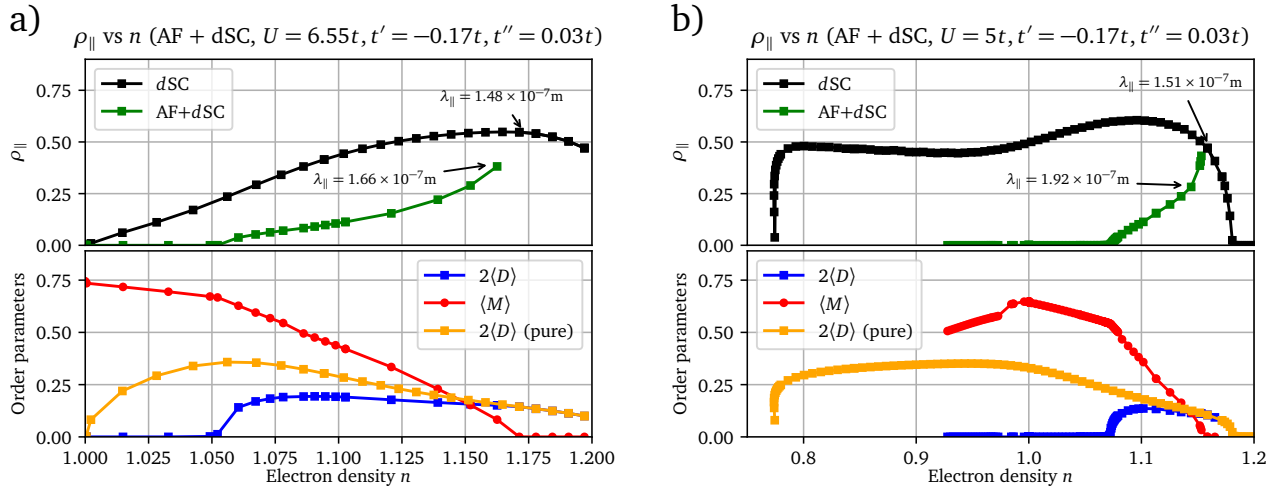 a)
ρ∥ vs n (AF + dSC, U = 6.55t, t′ = −0.17t, t′′ = 0.03t)
dSC
AF+dSC
λ∥ = 1.48 × 10⁻⁷m
λ∥ = 1.66 × 10⁻⁷m
ρ∥
0.75
0.50
0.25
0.00
2⟨D⟩
⟨M⟩
2⟨D⟩ (pure)
Order parameters
0.75
0.50
0.25
0.00
1.000 1.025 1.050 1.075 1.100 1.125 1.150 1.175 1.200
Electron density n
b)
ρ∥ vs n (AF + dSC, U = 5t, t′ = −0.17t, t′′ = 0.03t)
dSC
AF+dSC
λ∥ = 1.51 × 10⁻⁷m
λ∥ = 1.92 × 10⁻⁷m
ρ∥
0.75
0.50
0.25
0.00
2⟨D⟩
⟨M⟩
2⟨D⟩ (pure)
Order parameters
0.75
0.50
0.25
0.00
0.8 0.9 1.0 1.1 1.2
Electron density n